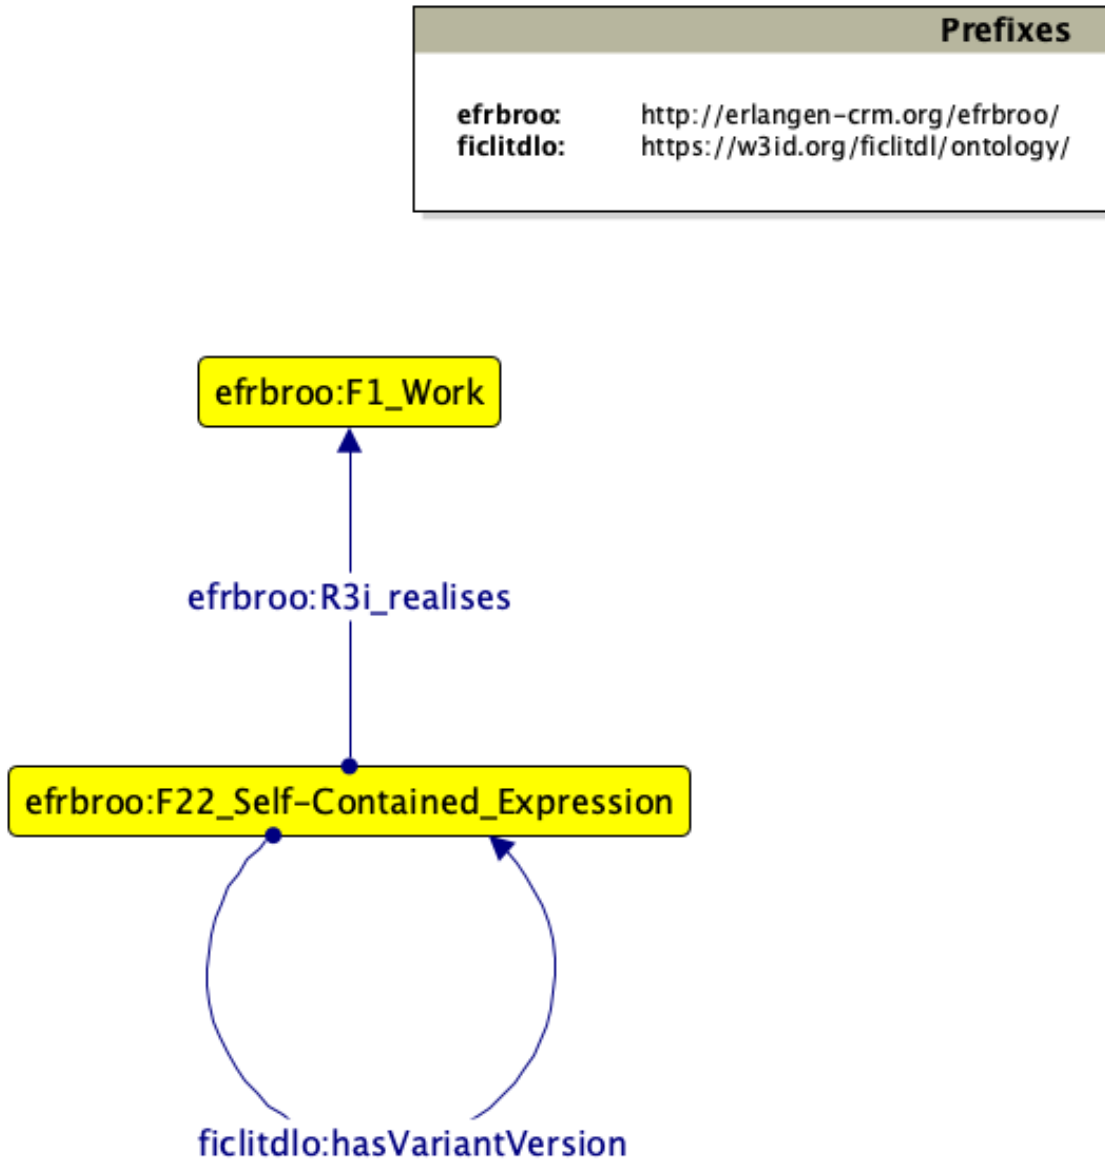 Prefixes
efrbroo: http://erlangen-crm.org/efrbroo/
ficlitdlo: https://w3id.org/ficlitdl/ontology/
efrbroo:F1_Work
efrbroo:R3i_realises
efrbroo:F22_Self-Contained_Expression
ficlitdlo:hasVariantVersion